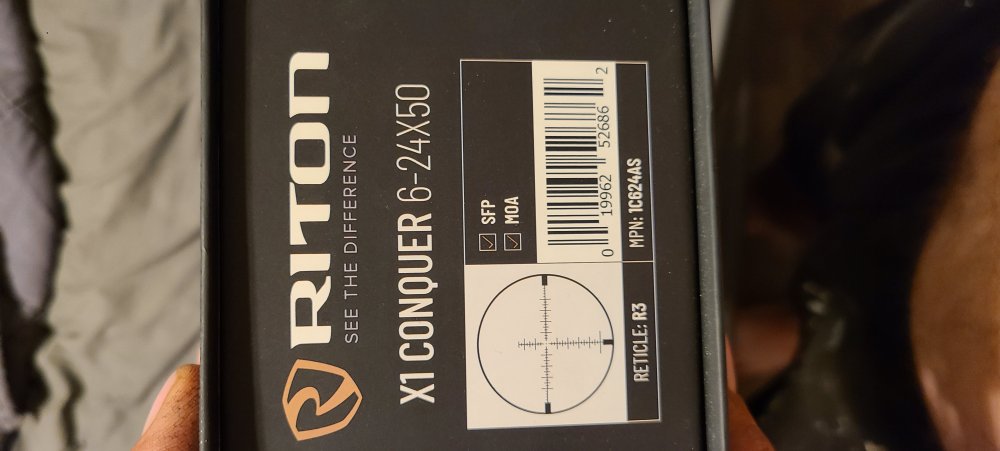 RITON
SEE THE DIFFERENCE
X1 CONQUER 6-24X50
SFP
MOA
0 19962 52686 2
RETICLE: R3
MPN: 1C624AS